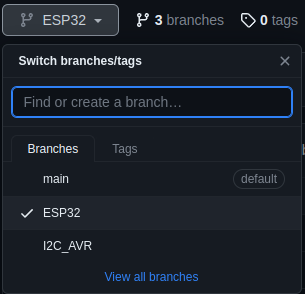 ESP32 3 branches 0 tags
Switch branches/tags
Find or create a branch...
Branches Tags
main default
ESP32
I2C_AVR
View all branches